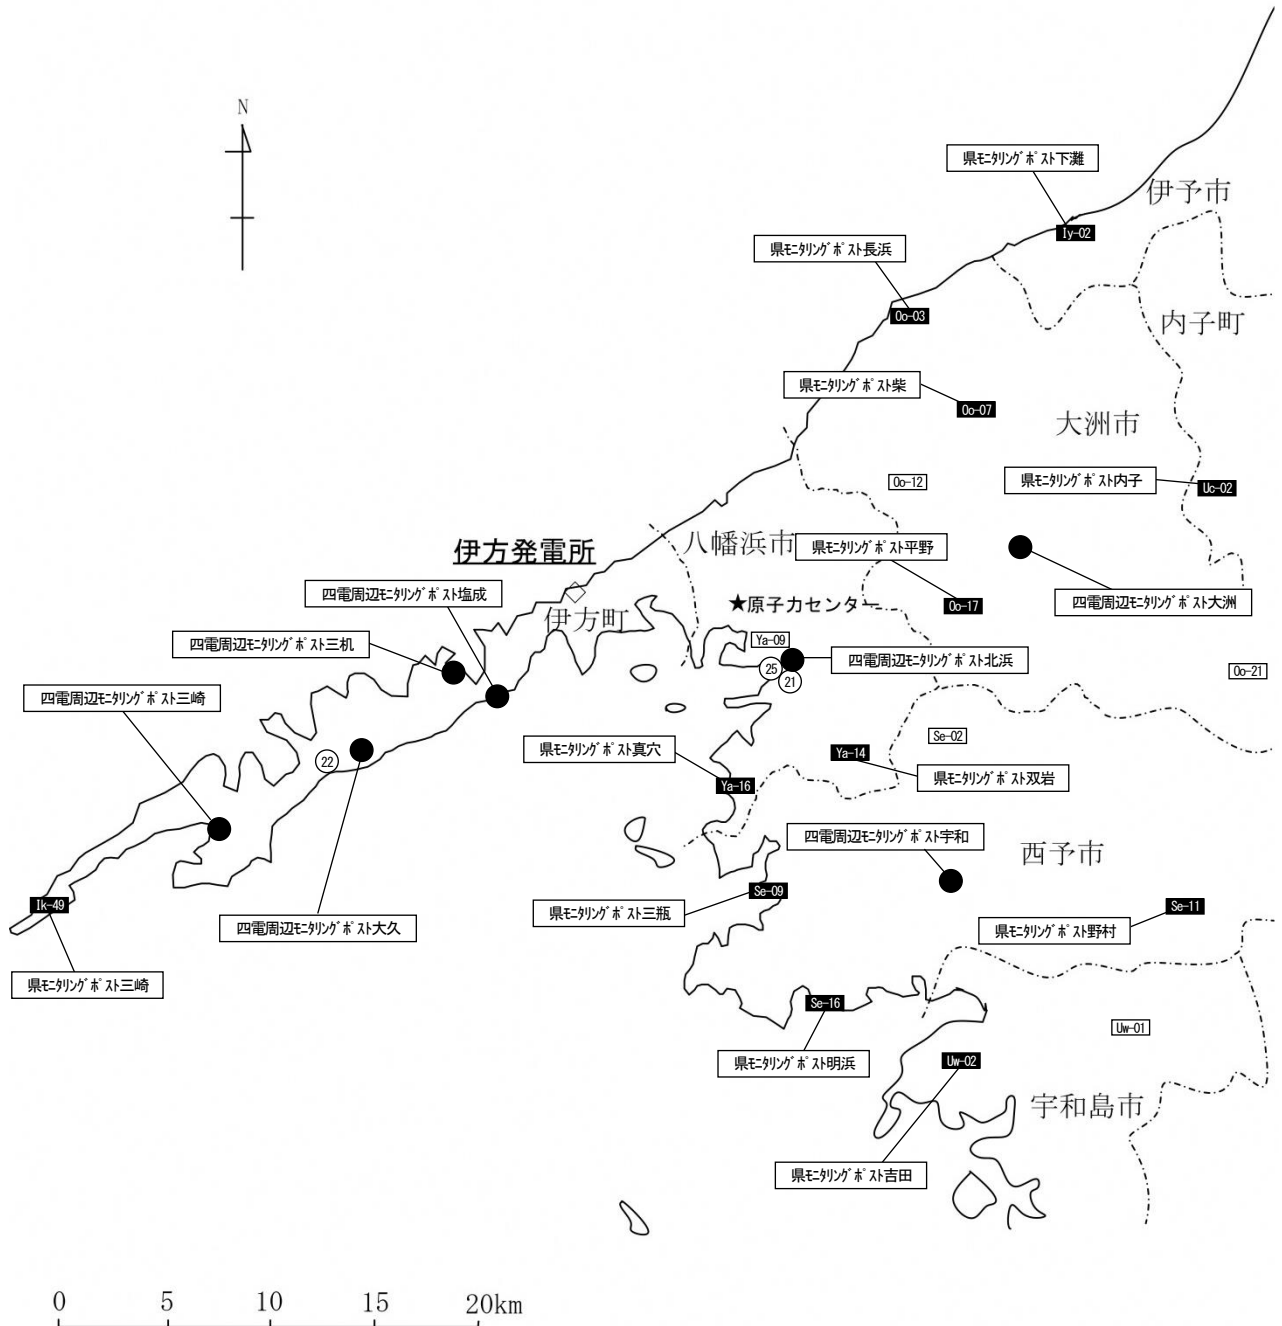 N
県ﾓﾆﾀﾘﾝｸﾞﾎﾟｽﾄ下灘
伊予市
Iy-02
県ﾓﾆﾀﾘﾝｸﾞﾎﾟｽﾄ長浜
Oo-03
内子町
県ﾓﾆﾀﾘﾝｸﾞﾎﾟｽﾄ柴
Oo-07
大洲市
Oo-12
県ﾓﾆﾀﾘﾝｸﾞﾎﾟｽﾄ内子
Uc-02
伊方発電所
八幡浜市
県ﾓﾆﾀﾘﾝｸﾞﾎﾟｽﾄ平野
四電周辺ﾓﾆﾀﾘﾝｸﾞﾎﾟｽﾄ塩成
伊方町
★原子力センター
Oo-17
四電周辺ﾓﾆﾀﾘﾝｸﾞﾎﾟｽﾄ大洲
四電周辺ﾓﾆﾀﾘﾝｸﾞﾎﾟｽﾄ三机
Ya-09
25
21
四電周辺ﾓﾆﾀﾘﾝｸﾞﾎﾟｽﾄ北浜
Oo-21
四電周辺ﾓﾆﾀﾘﾝｸﾞﾎﾟｽﾄ三崎
22
県ﾓﾆﾀﾘﾝｸﾞﾎﾟｽﾄ真穴
Se-02
Ya-14
Ya-16
県ﾓﾆﾀﾘﾝｸﾞﾎﾟｽﾄ双岩
四電周辺ﾓﾆﾀﾘﾝｸﾞﾎﾟｽﾄ宇和
西予市
Ik-49
Se-09
Se-11
県ﾓﾆﾀﾘﾝｸﾞﾎﾟｽﾄ三瓶
四電周辺ﾓﾆﾀﾘﾝｸﾞﾎﾟｽﾄ大久
県ﾓﾆﾀﾘﾝｸﾞﾎﾟｽﾄ野村
県ﾓﾆﾀﾘﾝｸﾞﾎﾟｽﾄ三崎
Se-16
Uw-01
県ﾓﾆﾀﾘﾝｸﾞﾎﾟｽﾄ明浜
Uw-02
宇和島市
県ﾓﾆﾀﾘﾝｸﾞﾎﾟｽﾄ吉田
0 5 10 15 20km